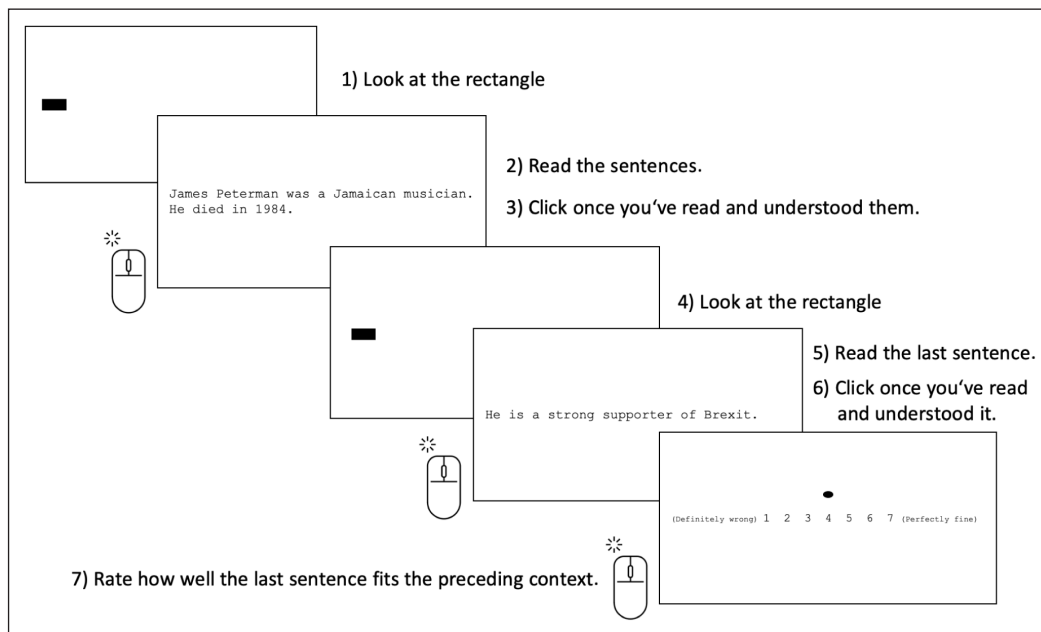 1) Look at the rectangle
2) Read the sentences.
James Peterman was a Jamaican musician.
He died in 1984.
3) Click once you‘ve read and understood them.
4) Look at the rectangle
5) Read the last sentence.
6) Click once you‘ve read
and understood it.
He is a strong supporter of Brexit.
(Definitely wrong) 1 2 3 4 5 6 7 (Perfectly fine)
7) Rate how well the last sentence fits the preceding context.